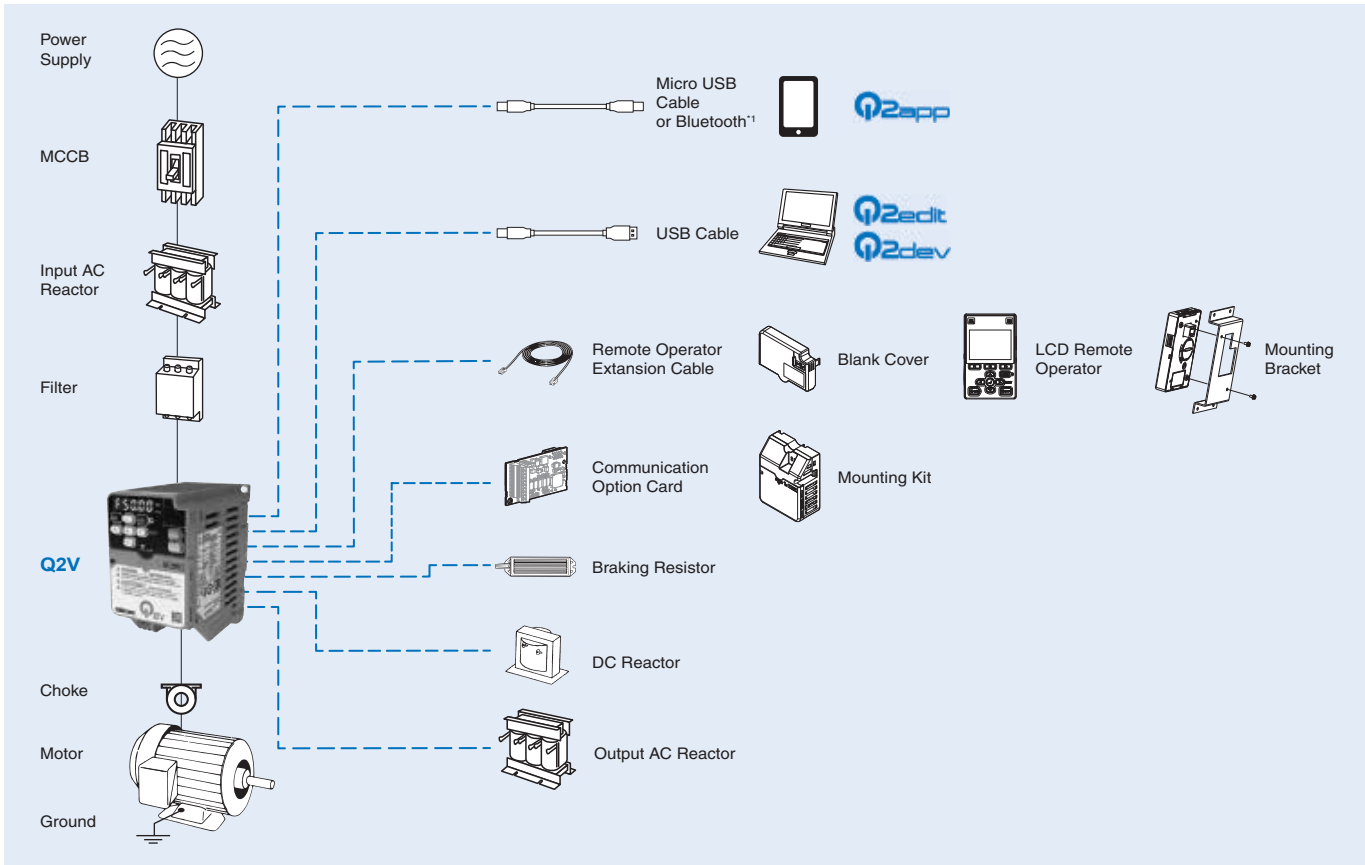 Power
Supply
MCCB
Input AC
Reactor
Filter
Q2V
Choke
Motor
Ground
Micro USB
Cable
or Bluetooth*1
Q2app
USB Cable
Q2edit
Q2dev
Remote Operator
Extansion Cable
Blank Cover
LCD Remote
Operator
Mounting
Bracket
Communication
Option Card
Mounting Kit
Braking Resistor
DC Reactor
Output AC Reactor
F50.00